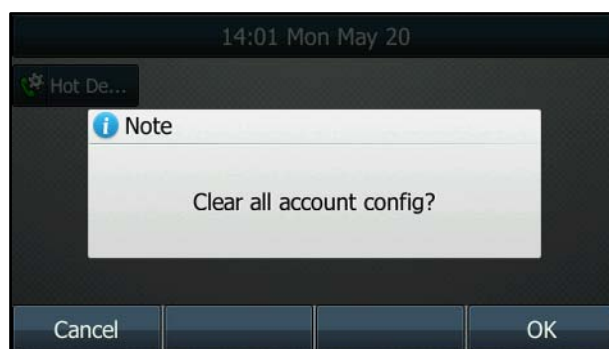 14:01 Mon May 20
Hot De...
Note
Clear all account config?
Cancel
OK